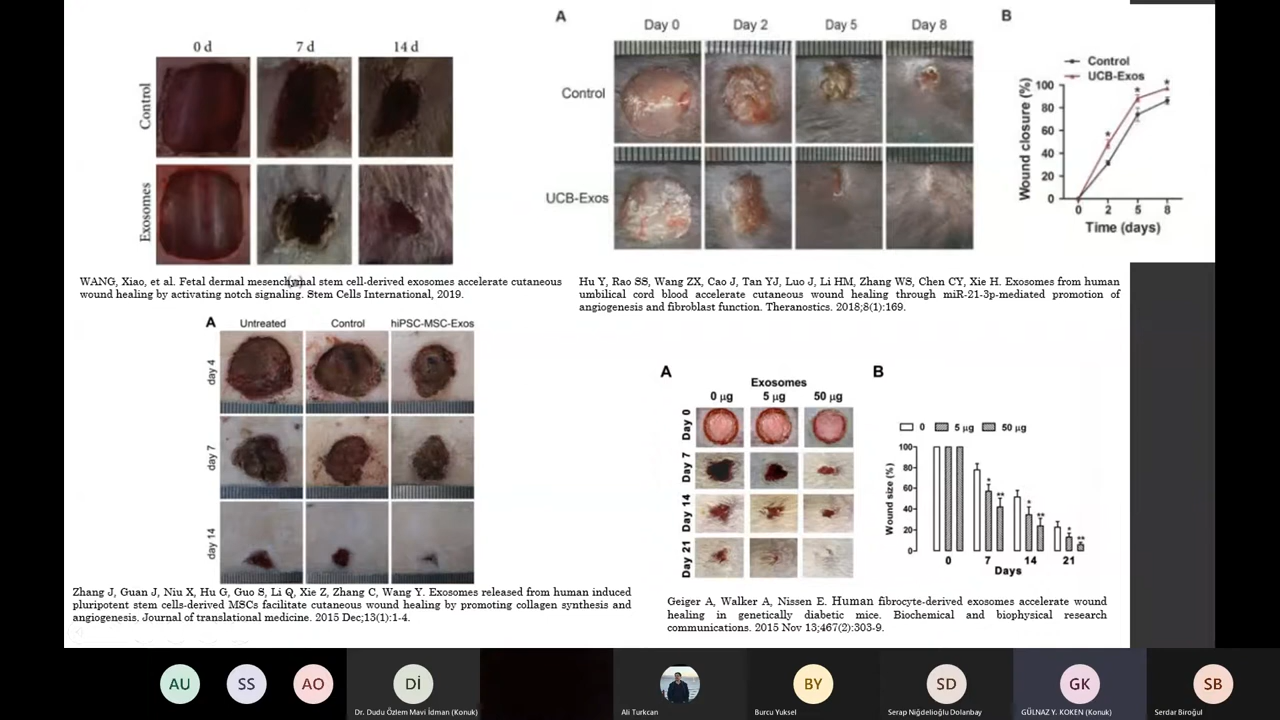 0 d 7 d 14 d
Control
Exosomes
WANG, Xiao, et al. Fetal dermal mesenchymal stem cell-derived exosomes accelerate cutaneous
wound healing by activating notch signaling. Stem Cells International, 2019.
A
Day 0 Day 2 Day 5 Day 8
Control
UCB-Exos
B
Control
UCB-Exos
Wound closure (%)
100
80
60
40
20
0
0 2 5 8
Time (days)
* * *
Hu Y, Rao SS, Wang ZX, Cao J, Tan YJ, Luo J, Li HM, Zhang WS, Chen CY, Xie H. Exosomes from human
umbilical cord blood accelerate cutaneous wound healing through miR-21-3p-mediated promotion of
angiogenesis and fibroblast function. Theranostics. 2018;8(1):169.
A
Untreated Control hiPSC-MSC-Exos
day 4
day 7
day 14
Zhang J, Guan J, Niu X, Hu G, Guo S, Li Q, Xie Z, Zhang C, Wang Y. Exosomes released from human induced
pluripotent stem cells-derived MSCs facilitate cutaneous wound healing by promoting collagen synthesis and
angiogenesis. Journal of translational medicine. 2015 Dec;13(1):1-4.
A
Exosomes
0 µg 5 µg 50 µg
Day 0
Day 7
Day 14
Day 21
B
0 5 µg 50 µg
Wound size (%)
100
80
60
40
20
0
* ** * ** * **
0 7 14 21
Days
Geiger A, Walker A, Nissen E. Human fibrocyte-derived exosomes accelerate wound
healing in genetically diabetic mice. Biochemical and biophysical research
communications. 2015 Nov 13;467(2):303-9.
AU SS AO Dİ BY SD GK SB
Dr. Dudu Özlem Mavi İdman (Konuk) Ali Turkcan Burcu Yuksel Serap Niğdelioğlu Dolanbay GÜLNAZ Y. KOKEN (Konuk) Serdar Biroğul